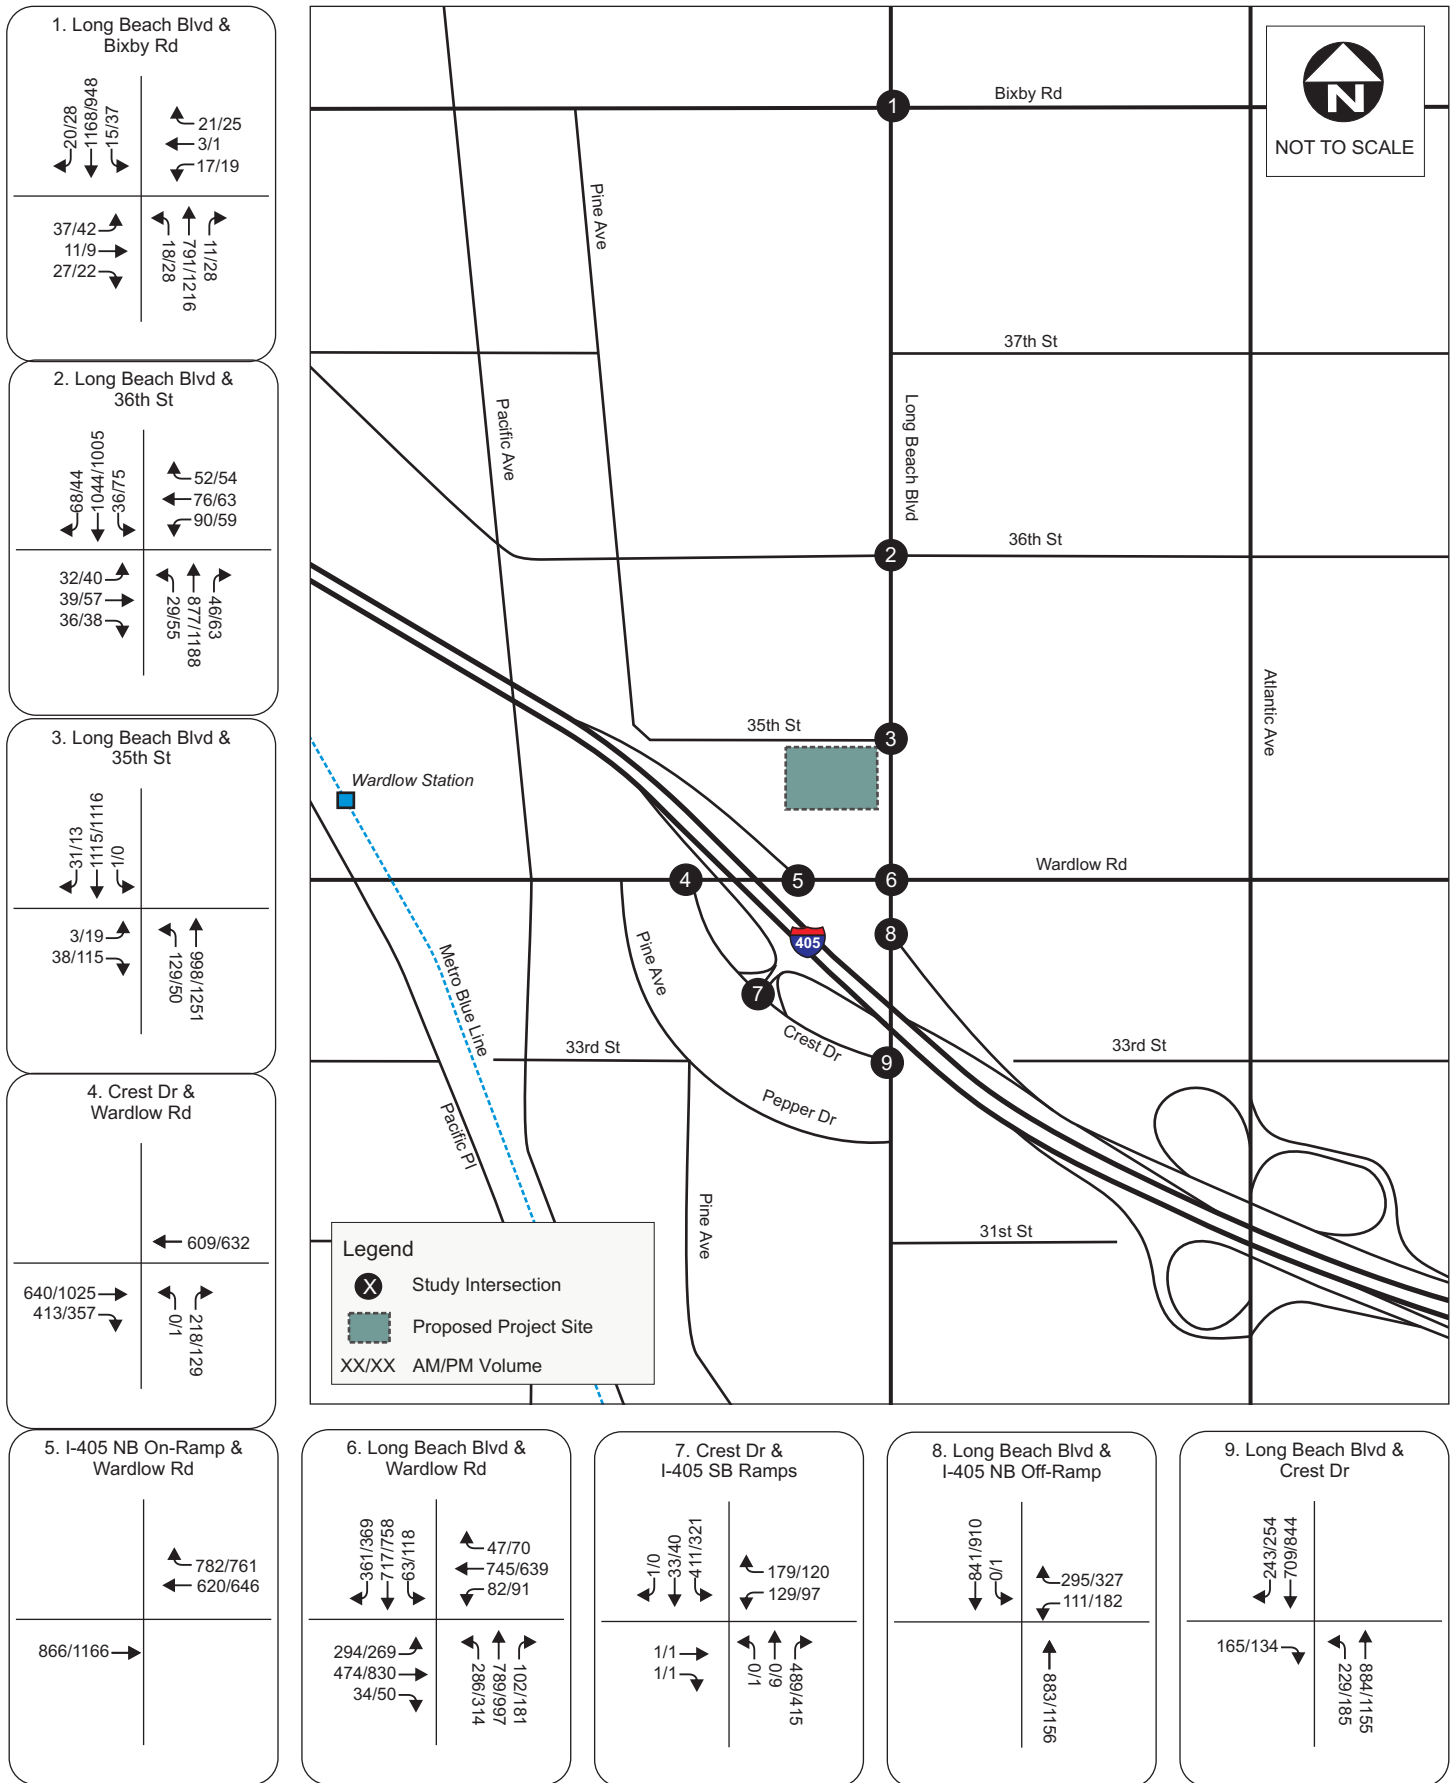 1. Long Beach Blvd &
Bixby Rd
20/28
1168/948
15/37
21/25
3/1
17/19
37/42
11/9
27/22
18/28
791/1216
11/28
2. Long Beach Blvd &
36th St
68/44
1044/1005
36/75
52/54
76/63
90/59
32/40
39/57
36/38
29/55
877/1188
46/63
3. Long Beach Blvd &
35th St
31/13
1115/1116
1/0
3/19
38/115
129/50
998/1251
4. Crest Dr &
Wardlow Rd
609/632
640/1025
413/357
0/1
218/129
5. I-405 NB On-Ramp &
Wardlow Rd
782/761
620/646
866/1166
6. Long Beach Blvd &
Wardlow Rd
361/369
717/758
63/118
47/70
745/639
82/91
294/269
474/830
34/50
286/314
789/997
102/181
7. Crest Dr &
I-405 SB Ramps
1/0
33/40
411/321
179/120
129/97
1/1
1/1
0/1
0/9
489/415
8. Long Beach Blvd &
I-405 NB Off-Ramp
841/910
0/1
295/327
111/182
883/1156
9. Long Beach Blvd &
Crest Dr
243/254
709/844
165/134
229/185
884/1155
N
NOT TO SCALE
Bixby Rd
1
Pine Ave
37th St
Pacific Ave
Long Beach Blvd
36th St
2
Atlantic Ave
35th St
3
Wardlow Station
Wardlow Rd
4
5
6
405
8
Pine Ave
Metro Blue Line
7
Crest Dr
9
33rd St
33rd St
Pepper Dr
Pacific Pl
Pine Ave
31st St
Legend
X Study Intersection
Proposed Project Site
XX/XX AM/PM Volume